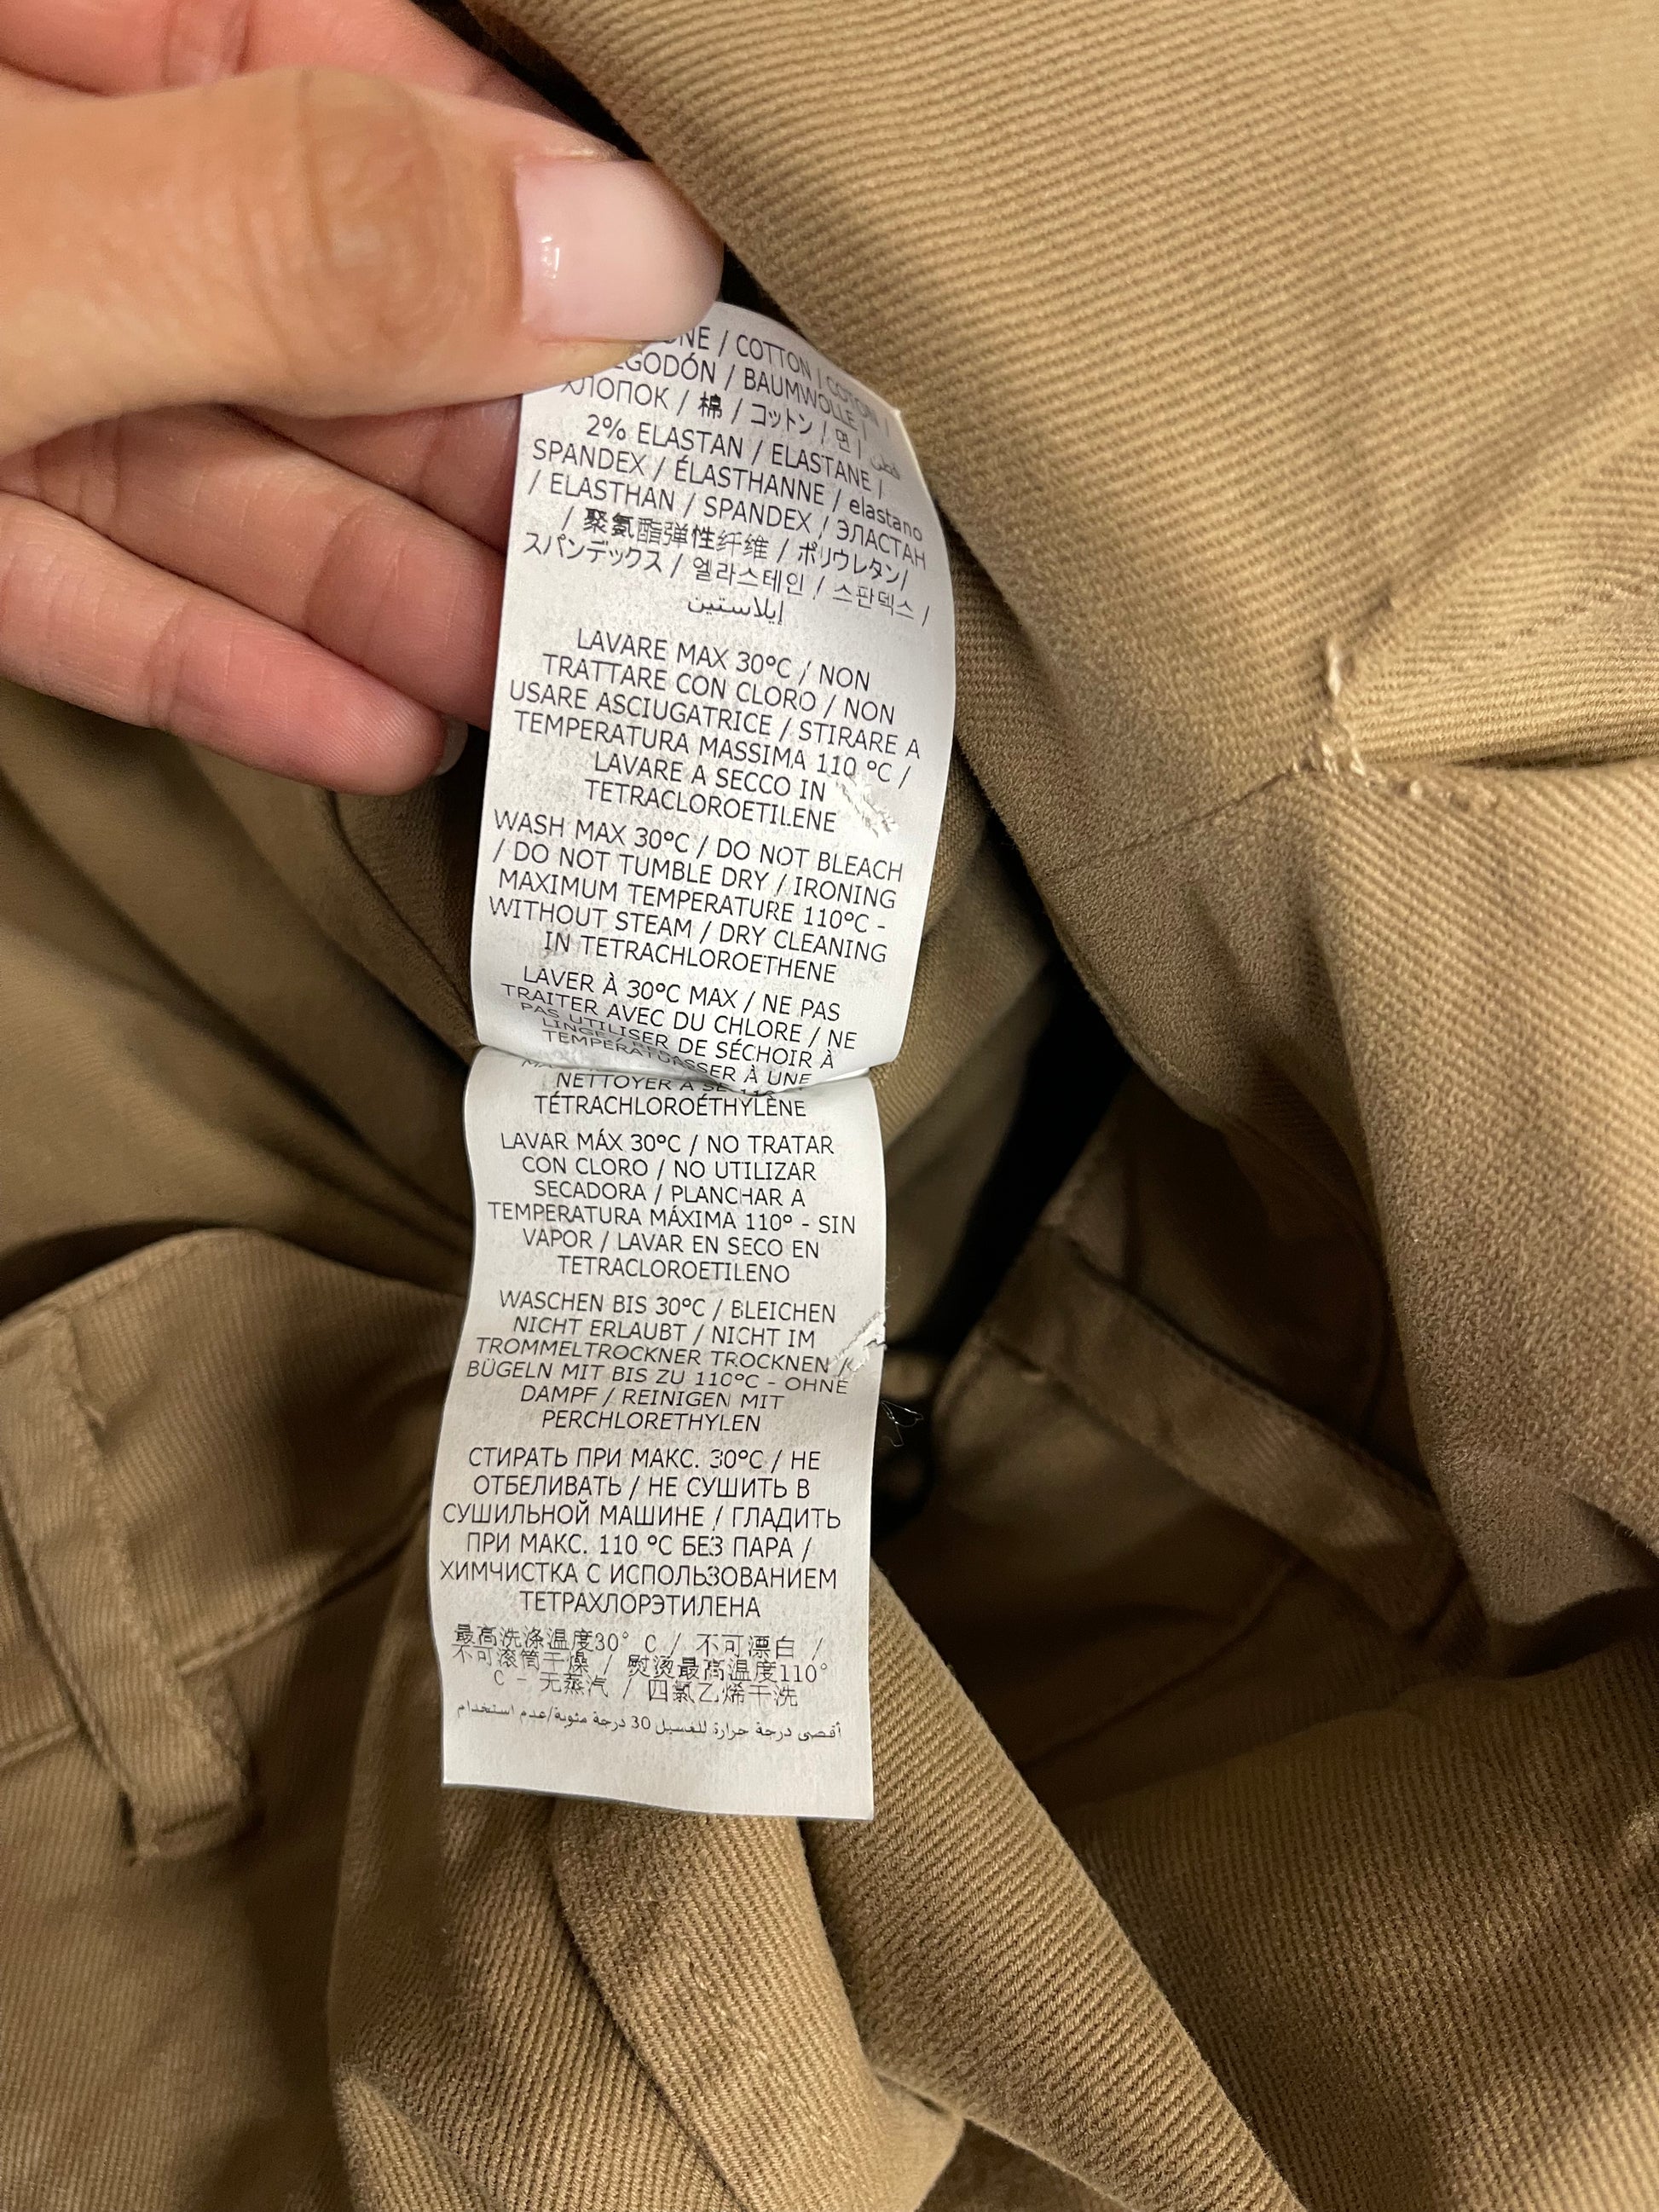 / COTTON / COTON /
/ BAUMWOLLE /
ХЛОПОК / 棉 / コットン / 면 / قطن
2% ELASTAN / ELASTANE /
SPANDEX / ÉLASTHANNE / elastano
/ ELASTHAN / SPANDEX / ЭЛАСТАН
/ 聚氨酯弹性纤维 / ポリウレタン/
スパンデックス / 엘라스테인 / 스판덱스 /
إيلاستين
LAVARE MAX 30°C / NON
TRATTARE CON CLORO / NON
USARE ASCIUGATRICE / STIRARE A
TEMPERATURA MASSIMA 110 °C /
LAVARE A SECCO IN
TETRACLOROETILENE
WASH MAX 30°C / DO NOT BLEACH
/ DO NOT TUMBLE DRY / IRONING
MAXIMUM TEMPERATURE 110°C -
WITHOUT STEAM / DRY CLEANING
IN TETRACHLOROETHENE
LAVER À 30°C MAX / NE PAS
TRAITER AVEC DU CHLORE / NE
PAS UTILISER DE SÉCHOIR À
LINGE / REPASSER À UNE
NETTOYER À
TÉTRACHLOROÉTHYLÈNE
LAVAR MÁX 30°C / NO TRATAR
CON CLORO / NO UTILIZAR
SECADORA / PLANCHAR A
TEMPERATURA MÁXIMA 110° - SIN
VAPOR / LAVAR EN SECO EN
TETRACLOROETILENO
WASCHEN BIS 30°C / BLEICHEN
NICHT ERLAUBT / NICHT IM
TROMMELTROCKNER TROCKNEN /
BÜGELN MIT BIS ZU 110°C - OHNE
DAMPF / REINIGEN MIT
PERCHLORETHYLEN
СТИРАТЬ ПРИ МАКС. 30°C / НЕ
ОТБЕЛИВАТЬ / НЕ СУШИТЬ В
СУШИЛЬНОЙ МАШИНЕ / ГЛАДИТЬ
ПРИ МАКС. 110 °C БЕЗ ПАРА /
ХИМЧИСТКА С ИСПОЛЬЗОВАНИЕМ
ТЕТРАХЛОРЭТИЛЕНА
最高洗涤温度30° C / 不可漂白 /
不可滚筒干燥 / 熨烫最高温度110°
C - 无蒸汽 / 四氯乙烯干洗
أقصى درجة حرارة للغسيل 30 درجة مئوية/عدم استخدام